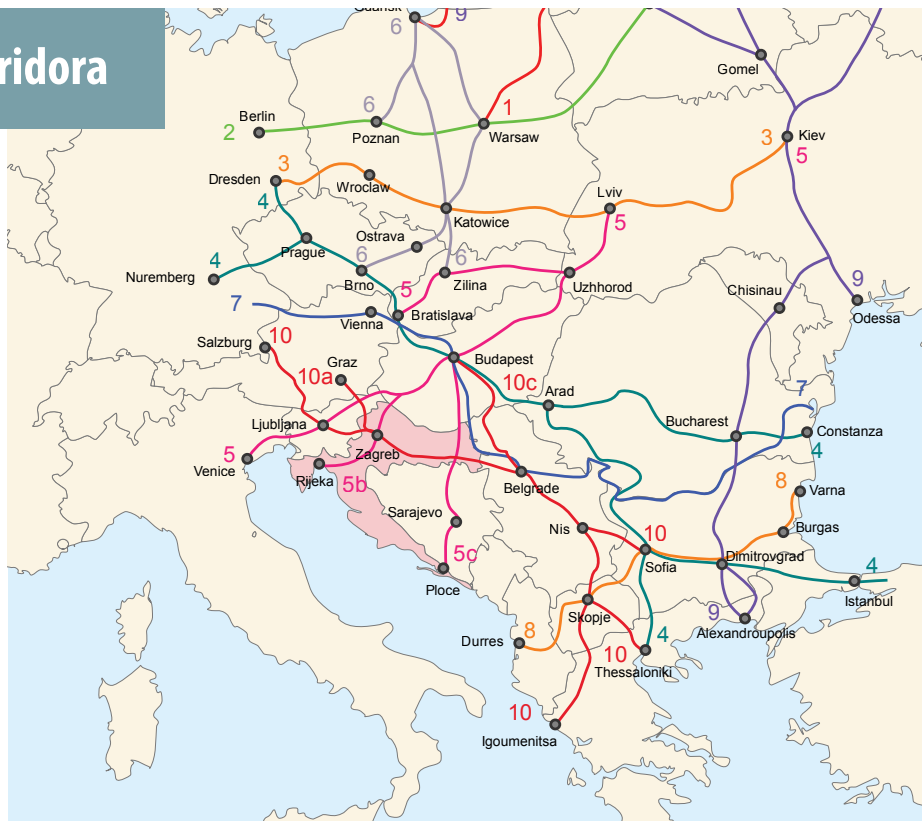 ridora
Gdansk
6
9
Gomel
Berlin
2
6
Poznan
1
Warsaw
3
Kiev
5
Dresden
3
Wroclaw
4
Lviv
5
Katowice
Ostrava
Prague
6
6
4
Nuremberg
Brno
Zilina
Uzhhorod
5
Chisinau
9
Odessa
7
Vienna
Bratislava
Salzburg
10
Graz
10a
Budapest
10c
Arad
7
Ljubljana
Bucharest
Constanza
4
Zagreb
5
Venice
Rijeka
5b
Belgrade
8
Varna
Sarajevo
Nis
10
Burgas
5c
Sofia
Dimitrovgrad
4
Ploce
Istanbul
Skopje
9
Alexandroupolis
Durres
8
10
4
Thessaloniki
10
Igoumenitsa